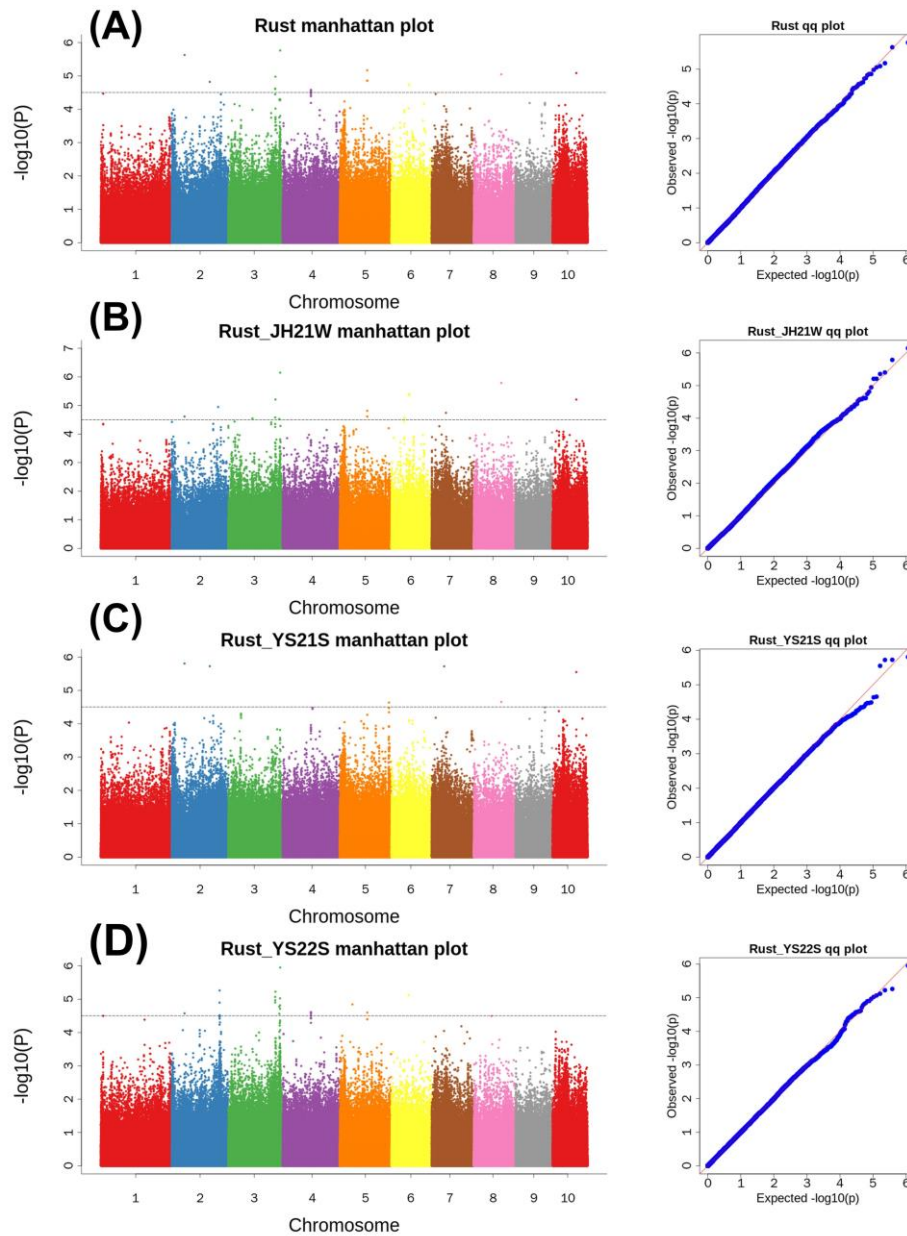 (A)
Rust manhattan plot
-log10(P)
6
5
4
3
2
1
0
1 2 3 4 5 6 7 8 9 10
Chromosome
Rust qq plot
Observed -log10(p)
5
4
3
2
1
0
0 1 2 3 4 5 6
Expected -log10(p)
(B)
Rust_JH21W manhattan plot
-log10(P)
7
6
5
4
3
2
1
0
1 2 3 4 5 6 7 8 9 10
Chromosome
Rust_JH21W qq plot
Observed -log10(p)
6
5
4
3
2
1
0
0 1 2 3 4 5 6
Expected -log10(p)
(C)
Rust_YS21S manhattan plot
-log10(P)
6
5
4
3
2
1
0
1 2 3 4 5 6 7 8 9 10
Chromosome
Rust_YS21S qq plot
Observed -log10(p)
6
5
4
3
2
1
0
0 1 2 3 4 5 6
Expected -log10(p)
(D)
Rust_YS22S manhattan plot
-log10(P)
6
5
4
3
2
1
0
1 2 3 4 5 6 7 8 9 10
Chromosome
Rust_YS22S qq plot
Observed -log10(p)
6
5
4
3
2
1
0
0 1 2 3 4 5 6
Expected -log10(p)